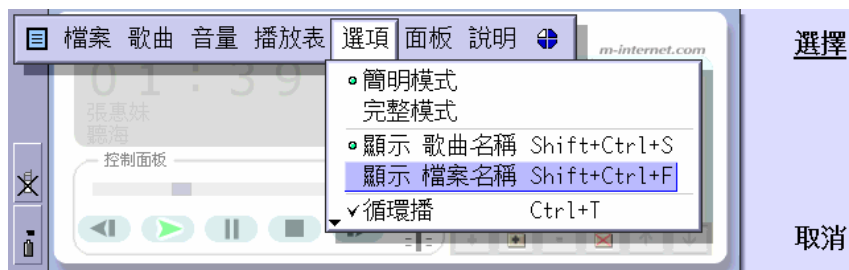 檔案 歌曲 音量 播放表 選項 面板 說明
m-internet.com
選擇
01:39
張惠妹
聽海
控制面板
簡明模式
完整模式
顯示 歌曲名稱 Shift+Ctrl+S
顯示 檔案名稱 Shift+Ctrl+F
✓循環播 Ctrl+T
取消